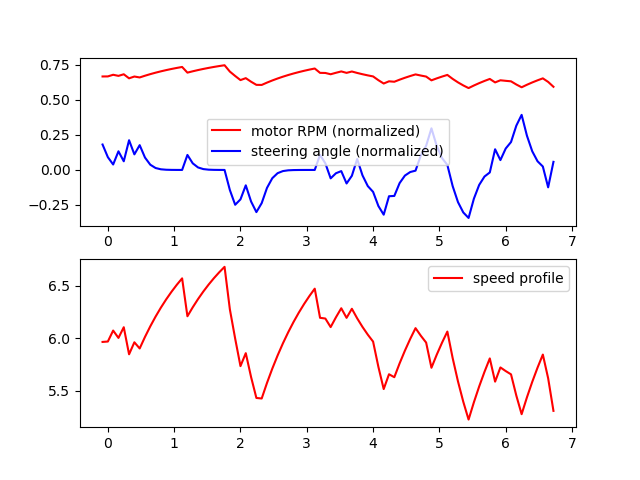 0.75
0.50
0.25
0.00
−0.25
motor RPM (normalized)
steering angle (normalized)
0 1 2 3 4 5 6 7
6.5
6.0
5.5
speed profile
0 1 2 3 4 5 6 7